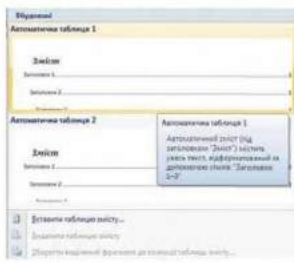 Вбудовані
Автоматична таблиця 1
Зміст
Заголовок 1
Заголовок 2
Автоматична таблиця 2
Зміст
Заголовок 1
Заголовок 2
Автоматична таблиця 1
Автоматичний зміст (під
заголовком "Зміст") містить
увесь текст, відформатований за
допомогою стилів "Заголовок
1–3"
Вставити таблицю змісту...
Видалити таблицю змісту
Зберегти виділений фрагмент до колекції таблиць змісту...